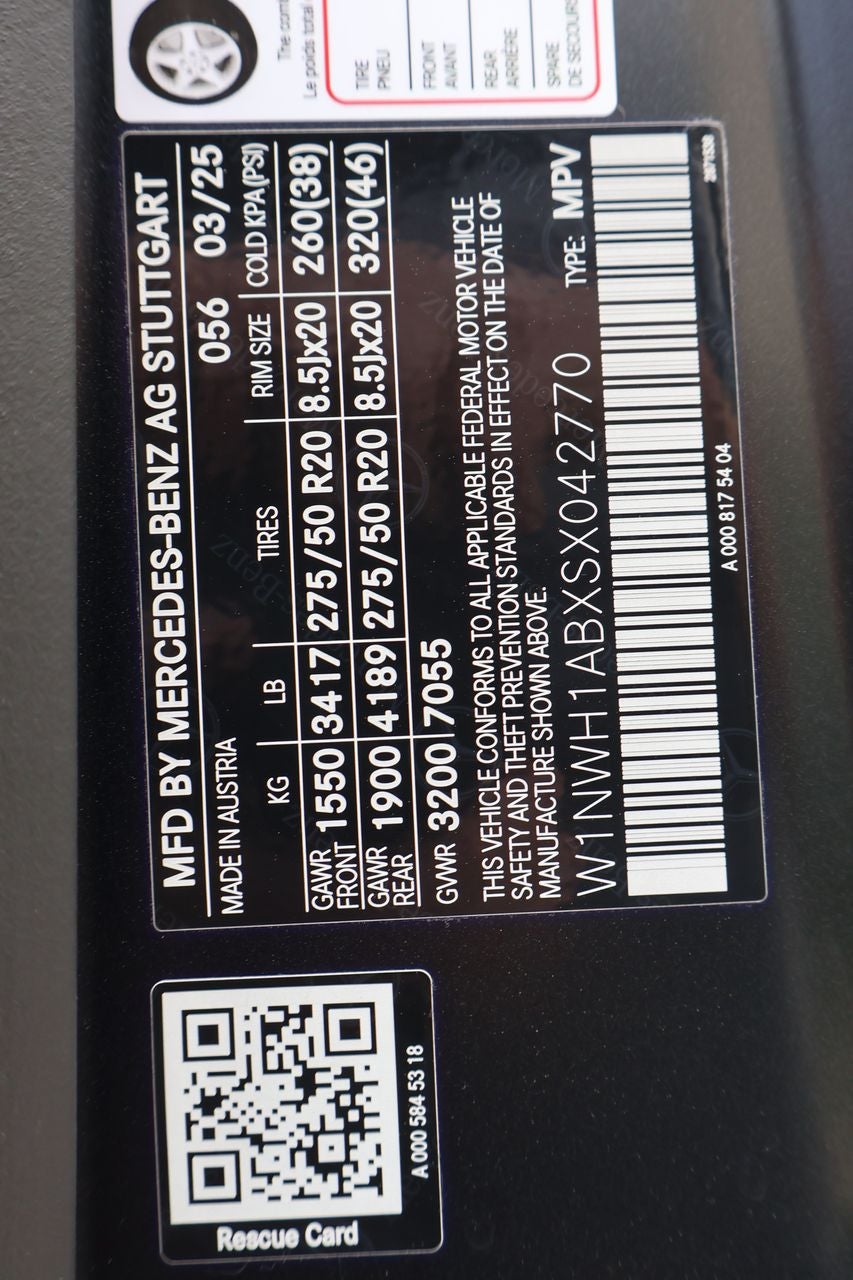 The com
Le poids total
TIRE
PNEU
FRONT
AVANT
REAR
ARRIÈRE
SPARE
DE SECOURS
MFD BY MERCEDES-BENZ AG STUTTGART
MADE IN AUSTRIA 056 03/25
KG LB TIRES RIM SIZE COLD KPA(PSI)
GAWR FRONT 1550 3417 275/50 R20 8.5Jx20 260(38)
GAWR REAR 1900 4189 275/50 R20 8.5Jx20 320(46)
GVWR 3200 7055
THIS VEHICLE CONFORMS TO ALL APPLICABLE FEDERAL MOTOR VEHICLE
SAFETY AND THEFT PREVENTION STANDARDS IN EFFECT ON THE DATE OF
MANUFACTURE SHOWN ABOVE.
W1NWH1ABXSX042770 TYPE: MPV
A 000 817 54 04
Rescue Card
A 000 584 53 18